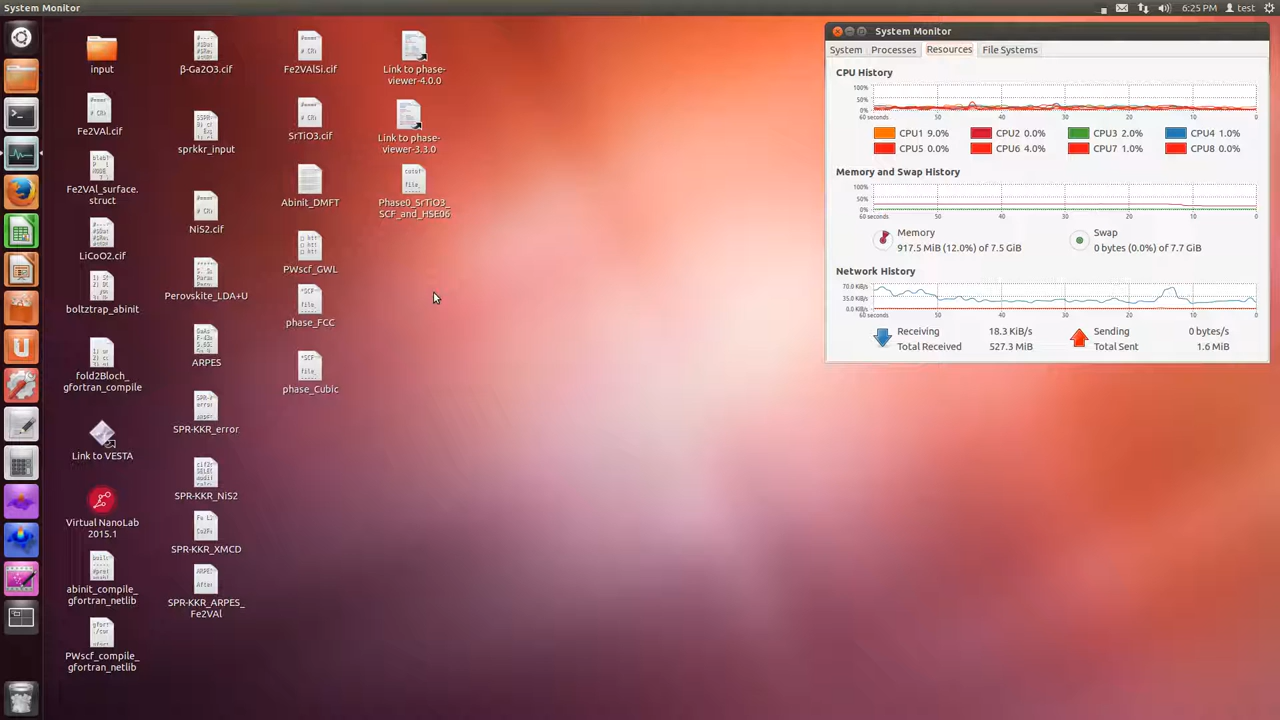 System Monitor
6:25 PM
test
input
Fe2VAl.cif
Fe2VAl_surface.
struct
LiCoO2.cif
boltztrap_abinit
fold2Bloch_
gfortran_compile
Link to VESTA
Virtual NanoLab
2015.1
abinit_compile_
gfortran_netlib
PWscf_compile_
gfortran_netlib
β-Ga2O3.cif
sprkkr_input
NiS2.cif
Perovskite_LDA+U
ARPES
SPR-KKR_error
SPR-KKR_NiS2
SPR-KKR_XMCD
SPR-KKR_ARPES_
Fe2VAl
Fe2VAlSi.cif
SrTiO3.cif
Abinit_DMFT
PWscf_GWL
phase_FCC
phase_Cubic
Link to phase-
viewer-4.0.0
Link to phase-
viewer-3.3.0
Phase0_SrTiO3_
SCF_and_HSE06
System Monitor
System Processes Resources File Systems
CPU History
100%
50%
0%
60 seconds 50 40 30 20 10 0
CPU1 9.0% CPU2 0.0% CPU3 2.0% CPU4 1.0%
CPU5 0.0% CPU6 4.0% CPU7 1.0% CPU8 0.0%
Memory and Swap History
100%
50%
0%
60 seconds 50 40 30 20 10 0
Memory
917.5 MiB (12.0%) of 7.5 GiB
Swap
0 bytes (0.0%) of 7.7 GiB
Network History
70.0 KiB/s
35.0 KiB/s
0.0 KiB/s
60 seconds 50 40 30 20 10 0
Receiving 18.3 KiB/s
Total Received 527.3 MiB
Sending 0 bytes/s
Total Sent 1.6 MiB